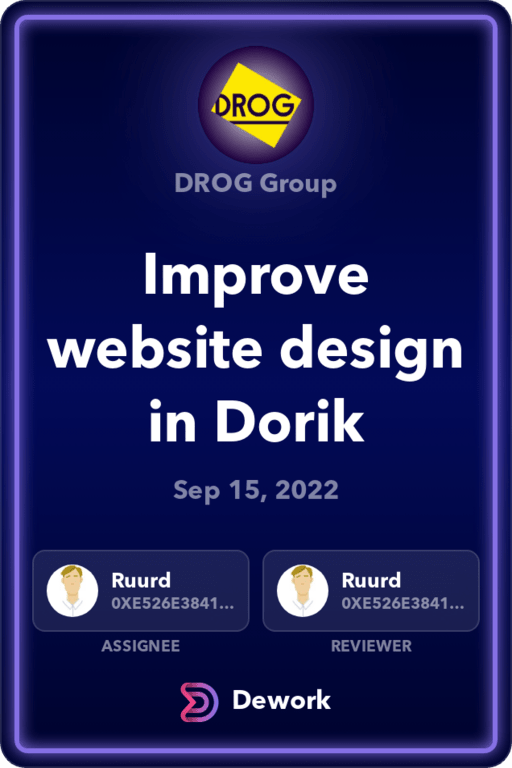 DROG
DROG Group
Improve
website design
in Dorik
Sep 15, 2022
Ruurd
0XE526E3841...
ASSIGNEE
Ruurd
0XE526E3841...
REVIEWER
Dework